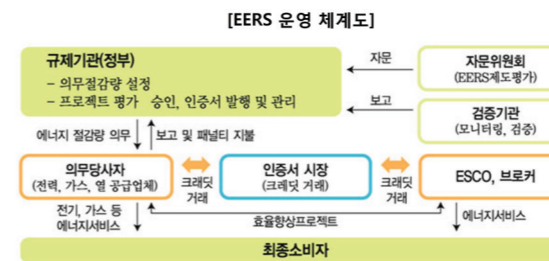 [EERS 운영 체계도]
규제기관(정부)
- 의무절감량 설정
- 프로젝트 평가 승인, 인증서 발행 및 관리
자문
자문위원회
(EERS제도평가)
보고
검증기관
(모니터링, 검증)
에너지 절감량 의무
보고 및 패널티 지불
의무당사자
(전력, 가스, 열 공급업체)
크래딧
거래
인증서 시장
(크레딧 거래)
크래딧
거래
ESCO, 브로커
전기, 가스 등
에너지서비스
효율향상프로젝트
에너지서비스
최종소비자